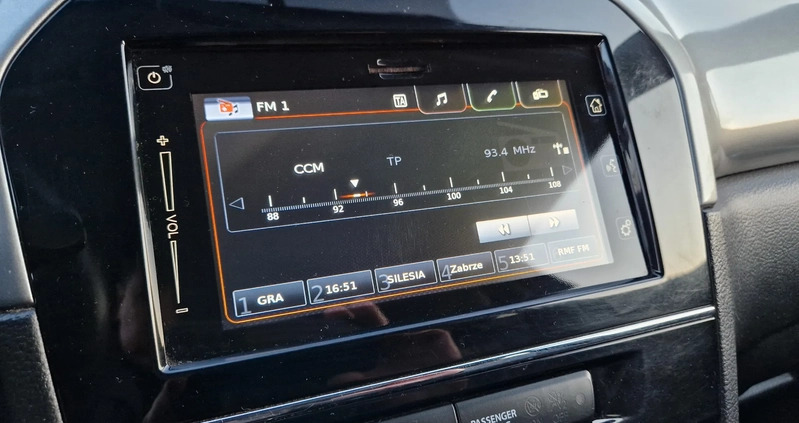 FM 1 TA
CCM TP 93.4 MHz
88 92 96 100 104 108
VOL
1 GRA 2 16:51 3 SILESIA 4 Zabrze 5 13:51 RMF FM
PASSENGER